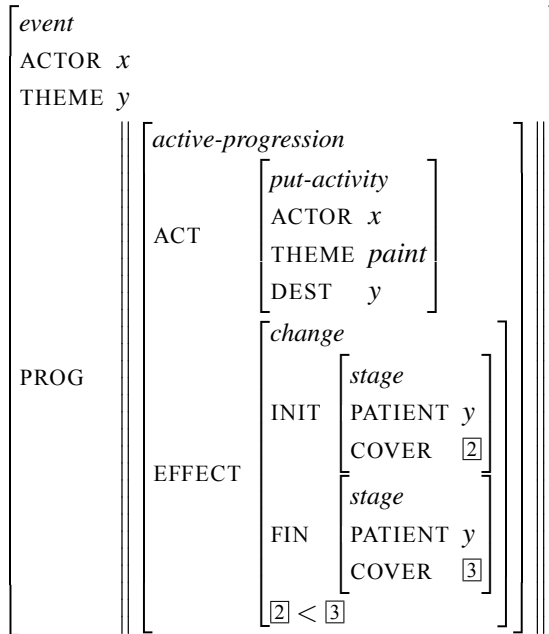 event
ACTOR x
THEME y
active-progression
put-activity
ACTOR x
ACT
THEME paint
DEST y
change
stage
PROG
INIT PATIENT y
COVER 2
EFFECT
stage
FIN PATIENT y
COVER 3
2 < 3